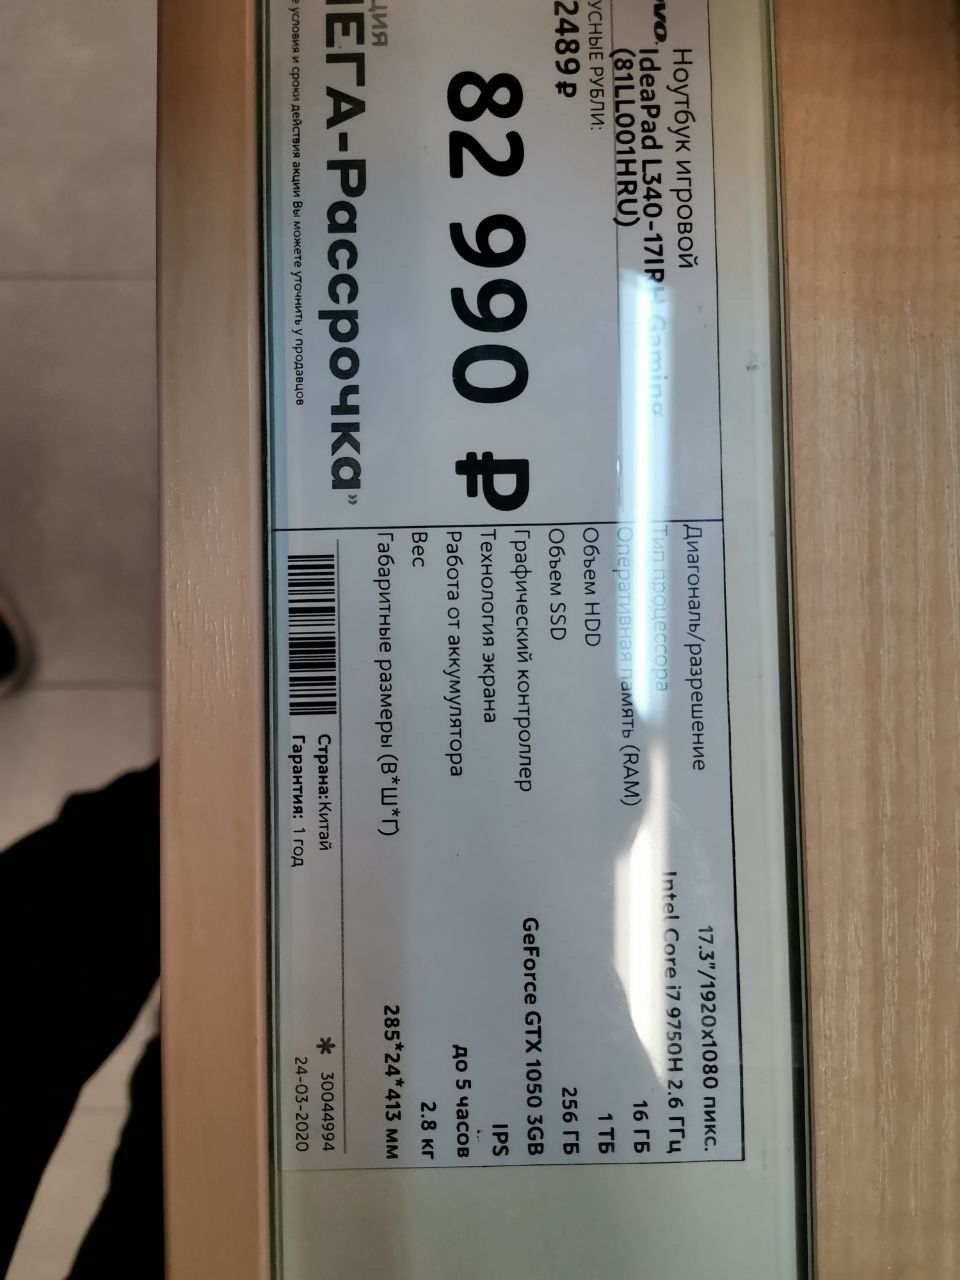 Ноутбук игровой
IdeaPad L340-17IRH Gaming
(81LL001HRU)
РУБЛИ:
2489 ₽
82 990 ₽
-Рассрочка»
условия и сроки действия акции Вы можете уточнить у продавцов
Диагональ/разрешение 17.3"/1920x1080 пикс.
Тип процессора Intel Core i7 9750H 2.6 ГГц
Оперативная память (RAM) 16 ГБ
Объем HDD 1 ТБ
Объем SSD 256 ГБ
Графический контроллер GeForce GTX 1050 3GB
Технология экрана IPS
Работа от аккумулятора до 5 часов
Вес 2.8 кг
Габаритные размеры (В*Ш*Г) 285*24*413 мм
Страна:Китай * 30044994
Гарантия: 1 год 24-03-2020